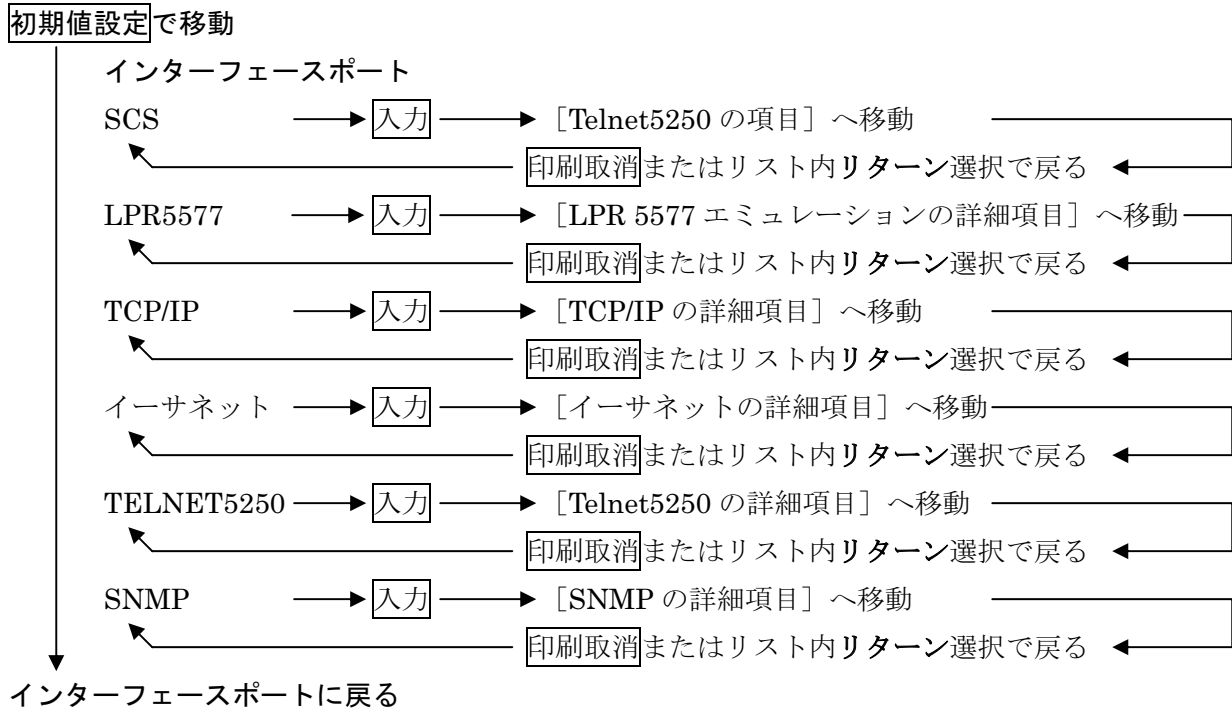 初期値設定で移動
インターフェースポート
SCS 入力 [Telnet5250 の項目] へ移動
印刷取消またはリスト内リターン選択で戻る
LPR5577 入力 [LPR 5577 エミュレーションの詳細項目] へ移動
印刷取消またはリスト内リターン選択で戻る
TCP/IP 入力 [TCP/IP の詳細項目] へ移動
印刷取消またはリスト内リターン選択で戻る
イーサネット 入力 [イーサネットの詳細項目] へ移動
印刷取消またはリスト内リターン選択で戻る
TELNET5250 入力 [Telnet5250 の詳細項目] へ移動
印刷取消またはリスト内リターン選択で戻る
SNMP 入力 [SNMP の詳細項目] へ移動
印刷取消またはリスト内リターン選択で戻る
インターフェースポートに戻る